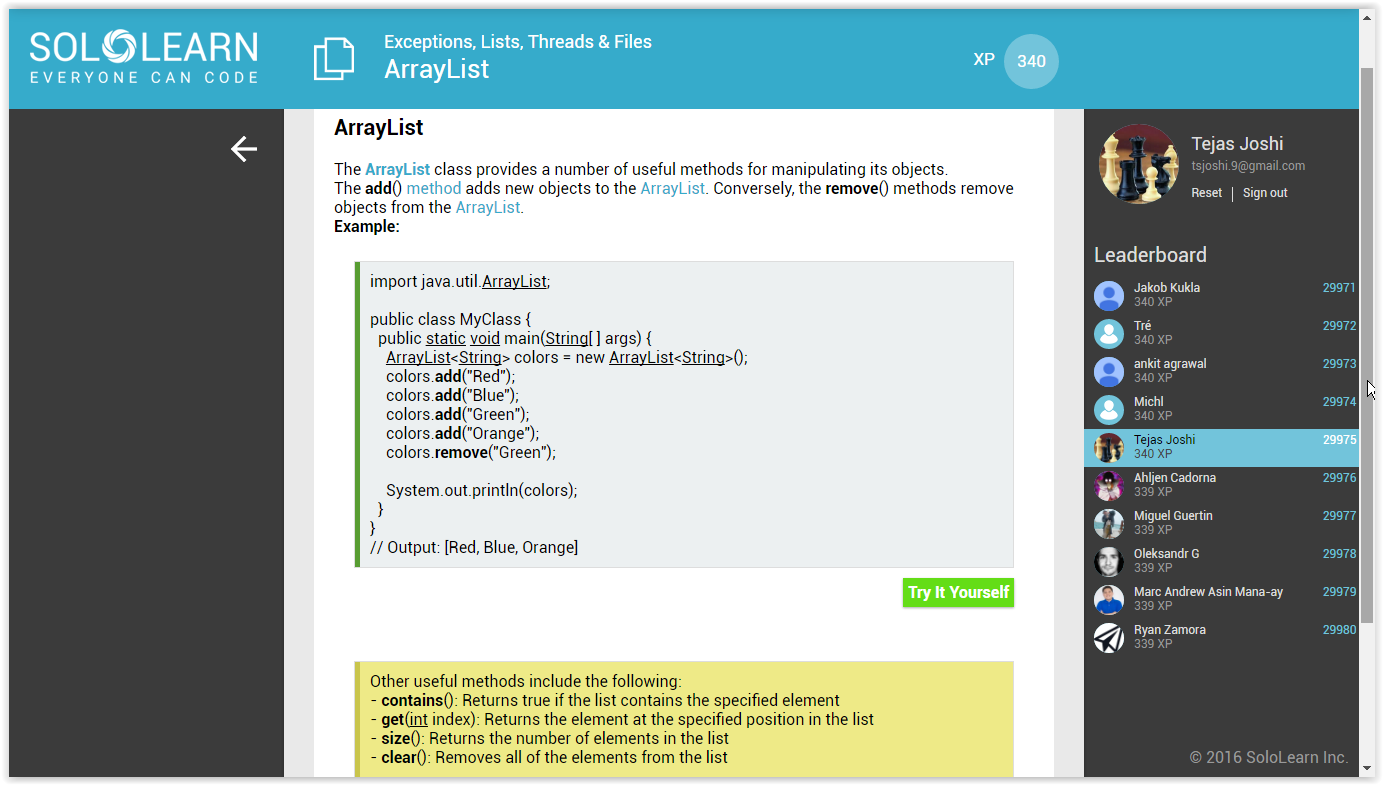 SOLOLEARN
EVERYONE CAN CODE
Exceptions, Lists, Threads & Files
ArrayList
XP 340
ArrayList
The ArrayList class provides a number of useful methods for manipulating its objects.
The add() method adds new objects to the ArrayList. Conversely, the remove() methods remove
objects from the ArrayList.
Example:
import java.util.ArrayList;
public class MyClass {
public static void main(String[ ] args) {
ArrayList<String> colors = new ArrayList<String>();
colors.add("Red");
colors.add("Blue");
colors.add("Green");
colors.add("Orange");
colors.remove("Green");
System.out.println(colors);
}
}
// Output: [Red, Blue, Orange]
Try It Yourself
Other useful methods include the following:
- contains(): Returns true if the list contains the specified element
- get(int index): Returns the element at the specified position in the list
- size(): Returns the number of elements in the list
- clear(): Removes all of the elements from the list
Tejas Joshi
tsjoshi.9@gmail.com
Reset | Sign out
Leaderboard
Jakob Kukla 29971
340 XP
Tré 29972
340 XP
ankit agrawal 29973
340 XP
Michl 29974
340 XP
Tejas Joshi 29975
340 XP
Ahljen Cadorna 29976
339 XP
Miguel Guertin 29977
339 XP
Oleksandr G 29978
339 XP
Marc Andrew Asin Mana-ay 29979
339 XP
Ryan Zamora 29980
339 XP
© 2016 SoloLearn Inc.